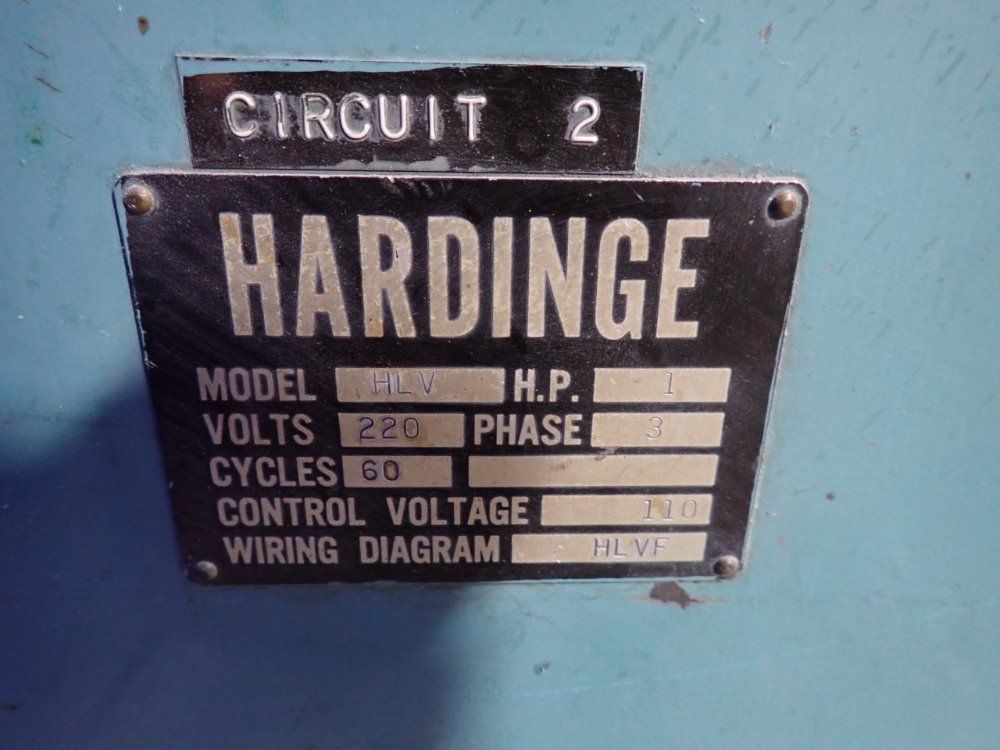 CIRCUIT 2
HARDINGE
MODEL HLV H.P. 1
VOLTS 220 PHASE 3
CYCLES 60
CONTROL VOLTAGE 110
WIRING DIAGRAM HLVF